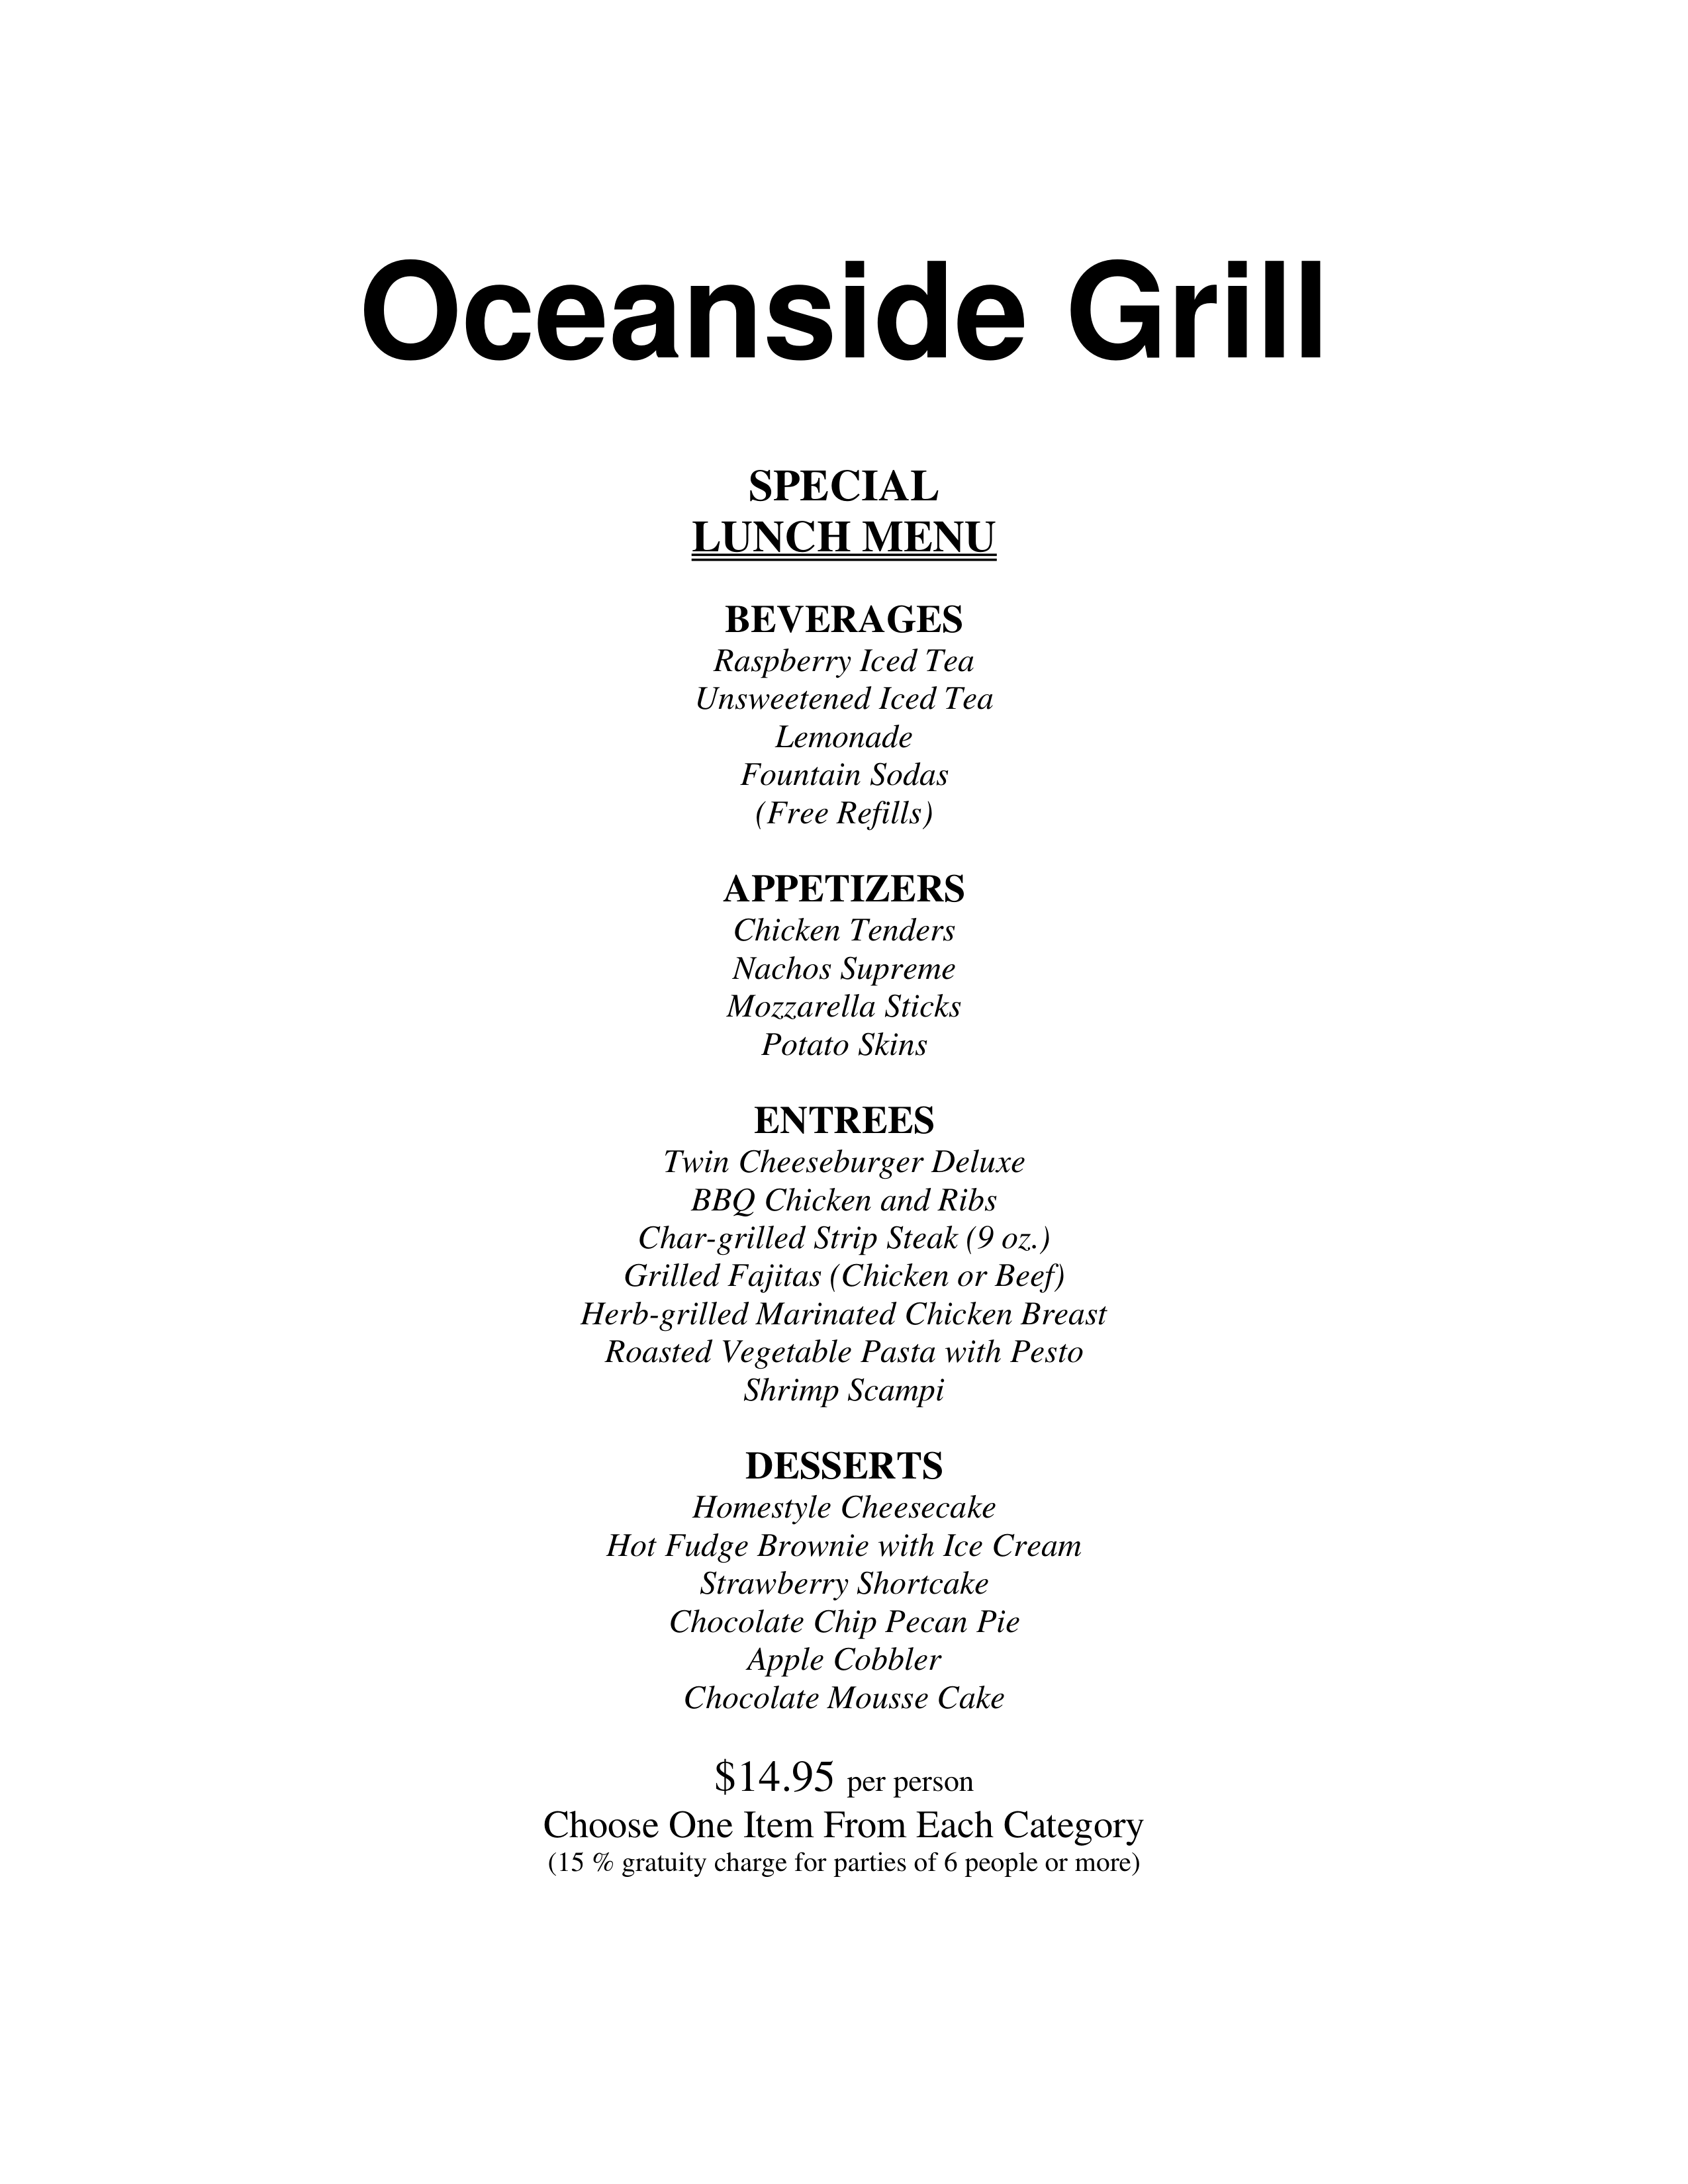 Oceanside Grill
SPECIAL
LUNCH MENU
BEVERAGES
Raspberry Iced Tea
Unsweetened Iced Tea
Lemonade
Fountain Sodas
(Free Refills)
APPETIZERS
Chicken Tenders
Nachos Supreme
Mozzarella Sticks
Potato Skins
ENTREES
Twin Cheeseburger Deluxe
BBQ Chicken and Ribs
Char-grilled Strip Steak (9 oz.)
Grilled Fajitas (Chicken or Beef)
Herb-grilled Marinated Chicken Breast
Roasted Vegetable Pasta with Pesto
Shrimp Scampi
DESSERTS
Homestyle Cheesecake
Hot Fudge Brownie with Ice Cream
Strawberry Shortcake
Chocolate Chip Pecan Pie
Apple Cobbler
Chocolate Mousse Cake
$14.95 per person
Choose One Item From Each Category
(15 % gratuity charge for parties of 6 people or more)